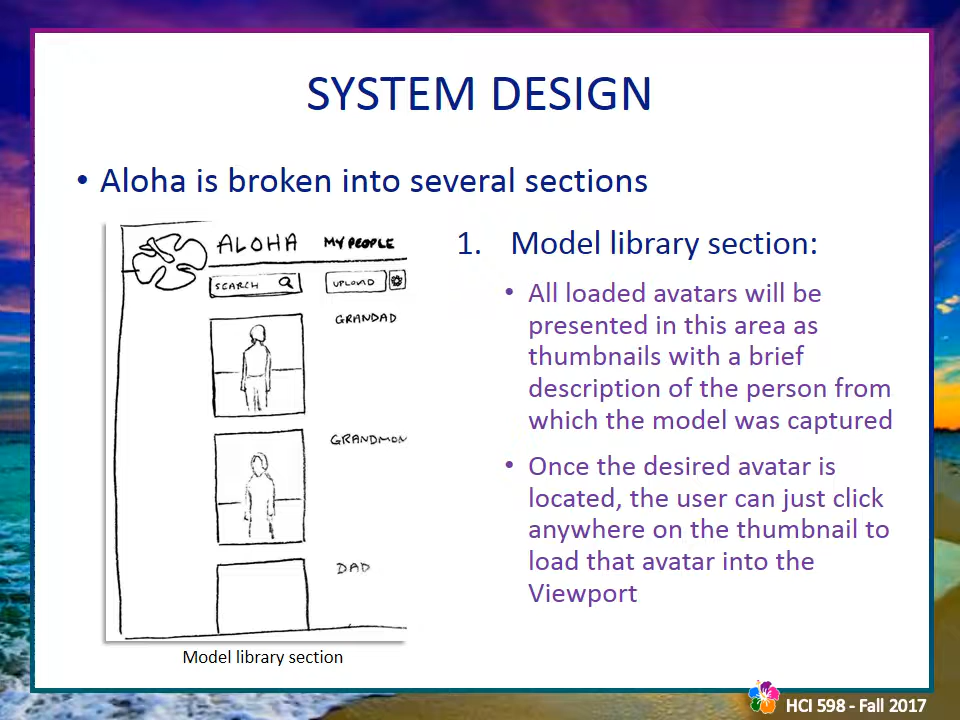 SYSTEM DESIGN
• Aloha is broken into several sections
ALOHA MY PEOPLE
SEARCH UPLOAD
GRANDAD
GRANDMOM
DAD
Model library section
1. Model library section:
• All loaded avatars will be
presented in this area as
thumbnails with a brief
description of the person from
which the model was captured
• Once the desired avatar is
located, the user can just click
anywhere on the thumbnail to
load that avatar into the
Viewport
HCI 598 - Fall 2017